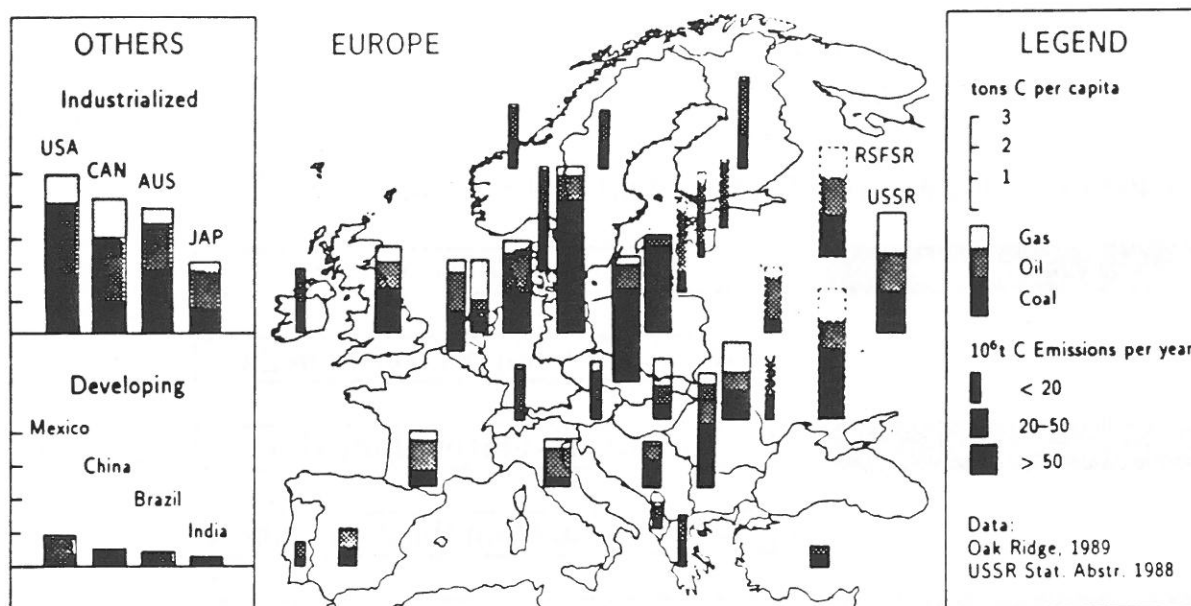 OTHERS
Industrialized
USA
CAN
AUS
JAP
Developing
Mexico
China
Brazil
India
EUROPE
RSFSR
USSR
LEGEND
tons C per capita
3
2
1
Gas
Oil
Coal
10⁶t C Emissions per year
< 20
20–50
> 50
Data:
Oak Ridge, 1989
USSR Stat. Abstr. 1988